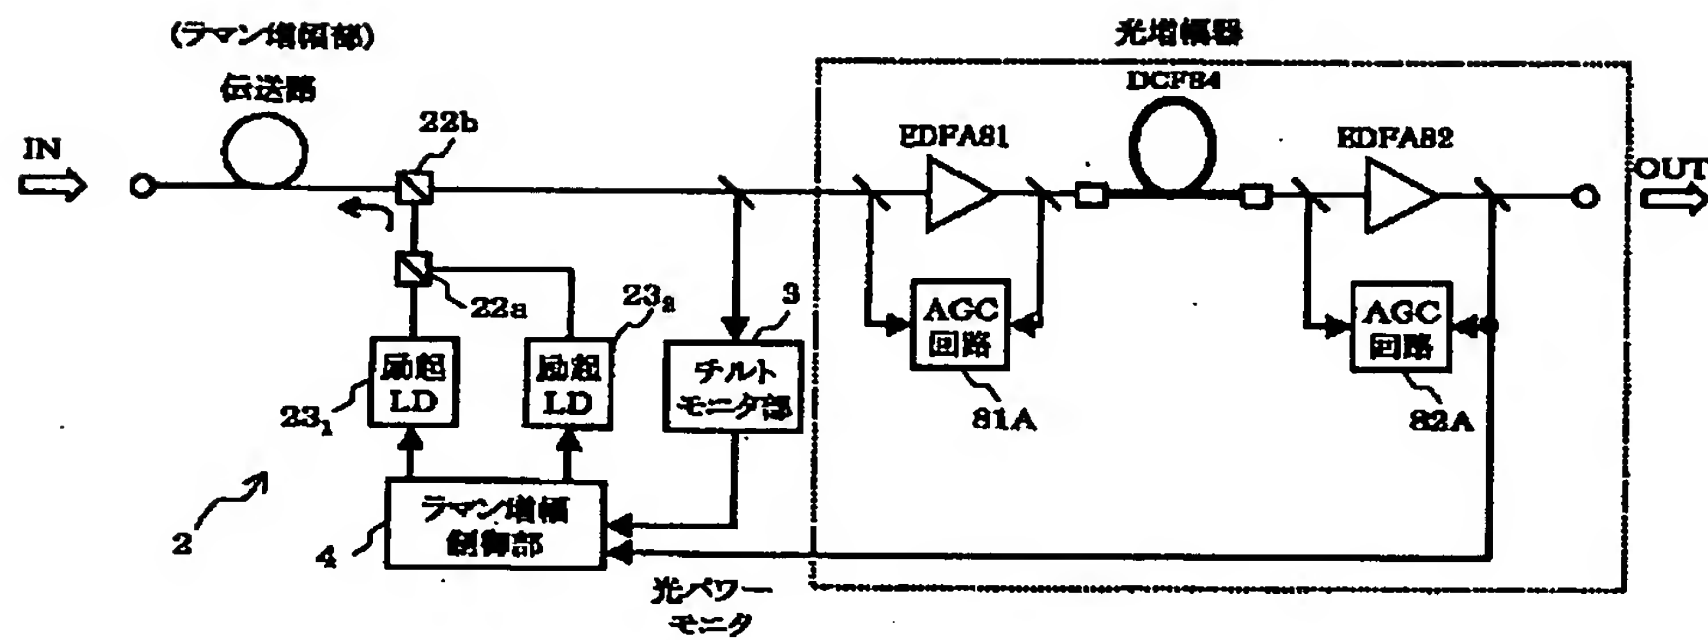 (ラマン増幅部)
伝送路
光増幅器
DCF84
IN
22b
EDFA81
EDFA82
OUT
22a
23₂
3
AGC
回路
AGC
回路
励起
LD
励起
LD
チルト
モニタ部
23₁
81A
82A
2
4
ラマン増幅
制御部
光パワー
モニタ